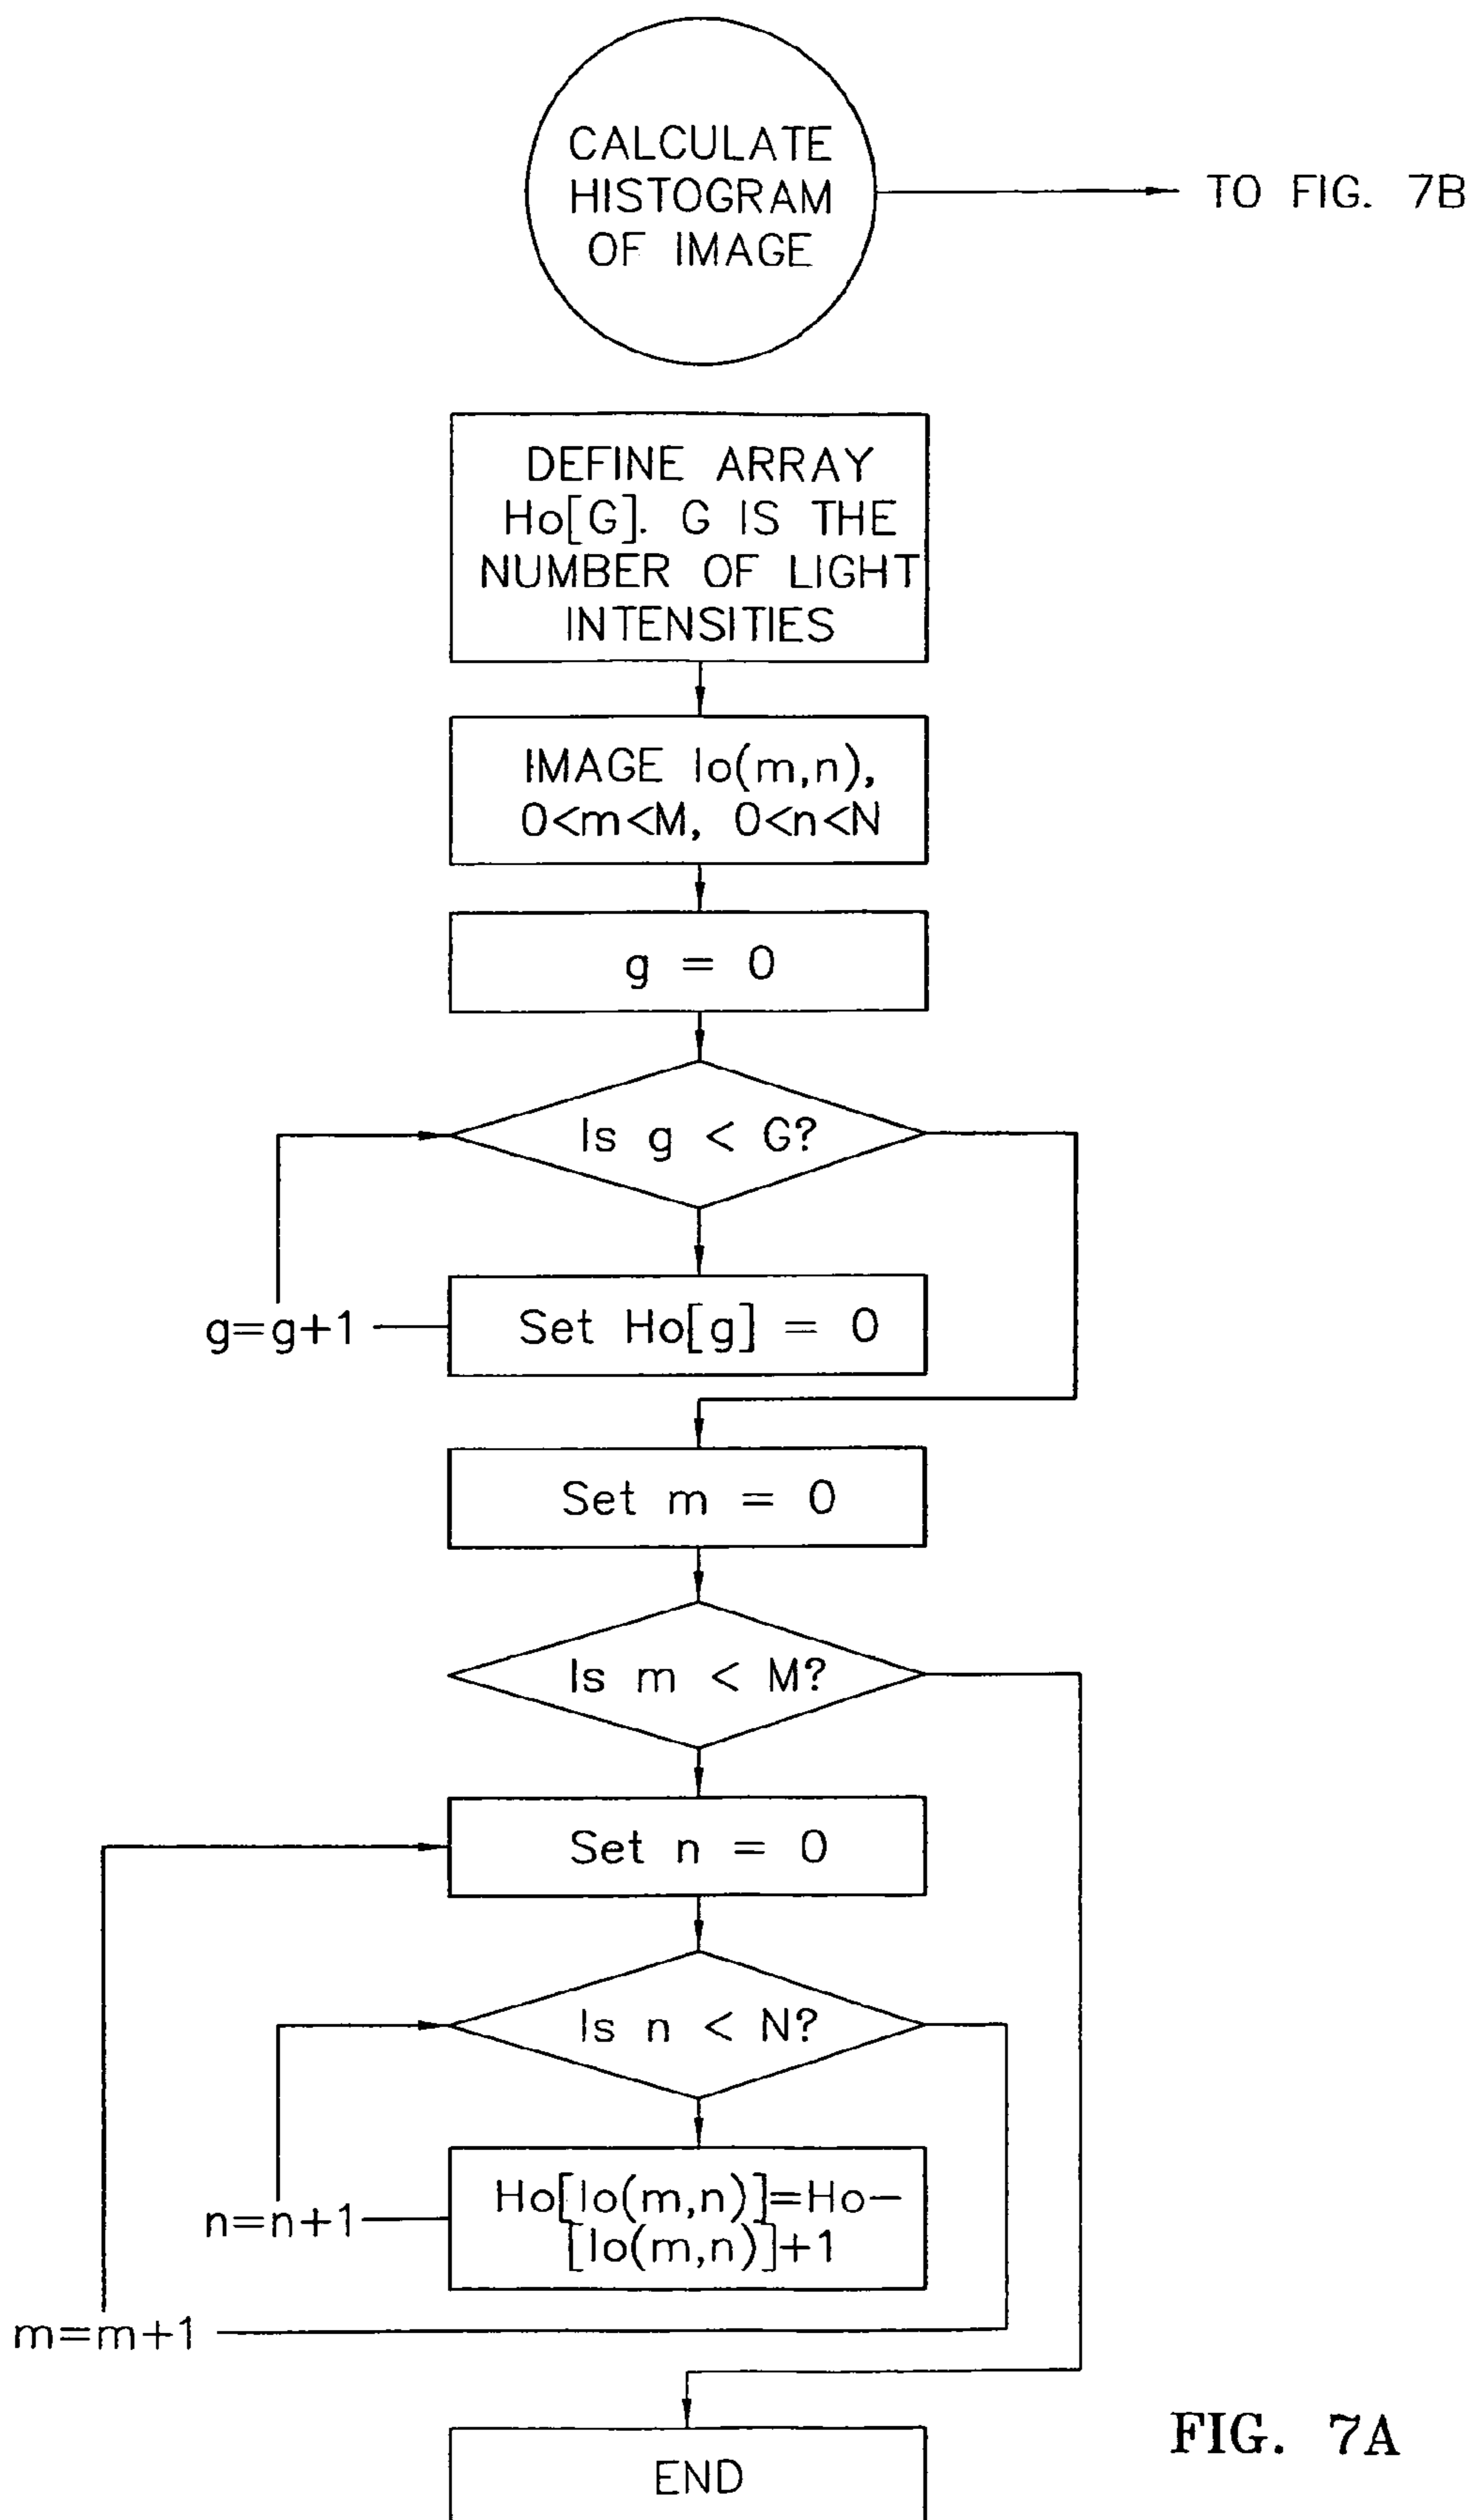 CALCULATE
HISTOGRAM
OF IMAGE
TO FIG. 7B
DEFINE ARRAY
Ho[G]. G IS THE
NUMBER OF LIGHT
INTENSITIES
IMAGE Io(m,n),
0<m<M, 0<n<N
g = 0
Is g < G?
g=g+1
Set Ho[g] = 0
Set m = 0
Is m < M?
Set n = 0
Is n < N?
Ho[Io(m,n)]=Ho-
[Io(m,n)]+1
n=n+1
m=m+1
END
FIG. 7A